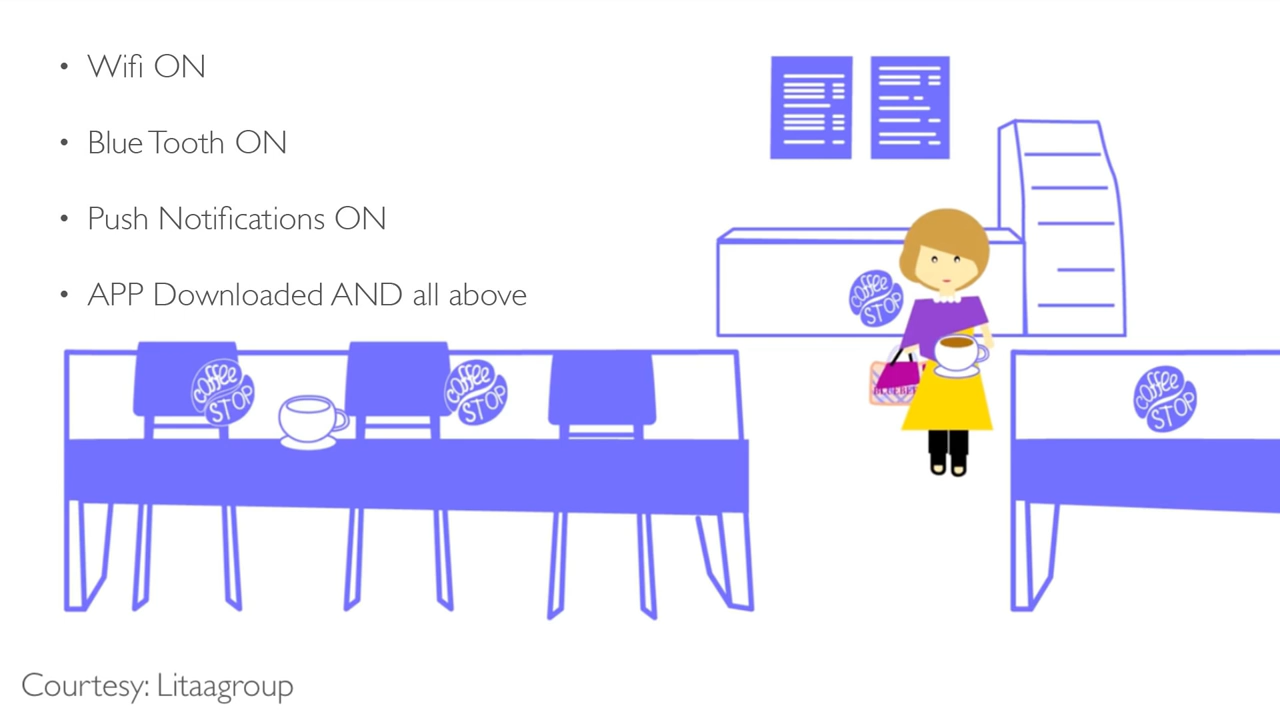 • Wifi ON
• Blue Tooth ON
• Push Notifications ON
• APP Downloaded AND all above
coffee
STOP
coffee
STOP
coffee
STOP
coffee
STOP
Courtesy: Litaagroup